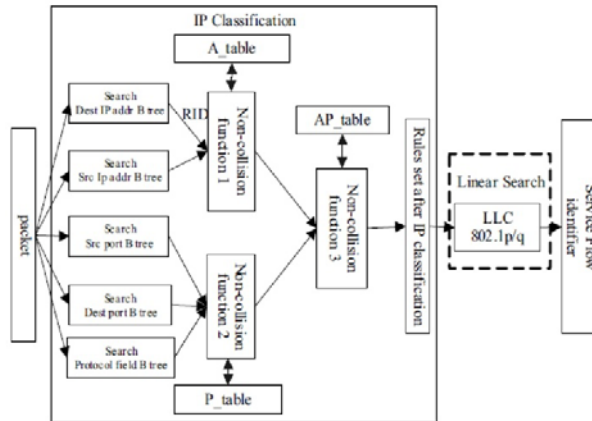 IP Classification
A_table
Search
Dest IP addr B tree
RID
Non-collision
function 1
AP_table
Search
Src Ip addr B tree
packet
Search
Src port B tree
Non-collision
function 3
Rules set after IP classification
Linear Search
LLC
802.1p/q
Service Flow
identifier
Search
Dest port B tree
Non-collision
function 2
Search
Protocol field B tree
P_table